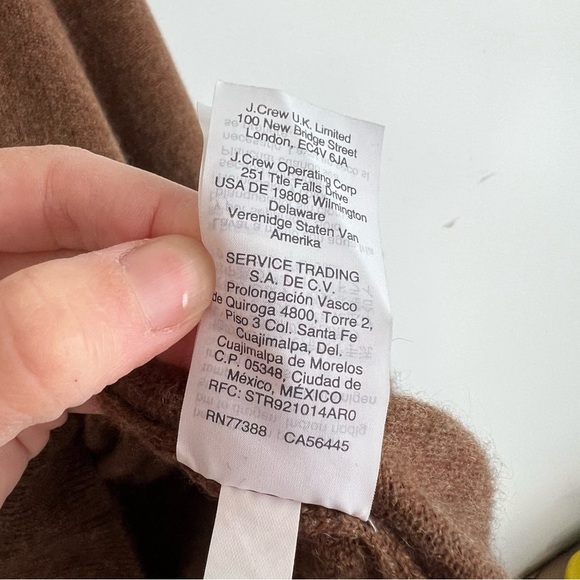 J.Crew U.K. Limited
100 New Bridge Street
London, EC4V 6JA
J.Crew Operating Corp
251 Ttle Falls Drive
USA DE 19808 Wilmington
Delaware
Verenidge Staten Van
Amerika
SERVICE TRADING
S.A. DE C.V.
Prolongación Vasco
de Quiroga 4800, Torre 2,
Piso 3 Col. Santa Fe
Cuajimalpa, Del.
Cuajimalpa de Morelos
C.P. 05348, Ciudad de
México, MÉXICO
RFC: STR921014AR0
RN77388 CA56445